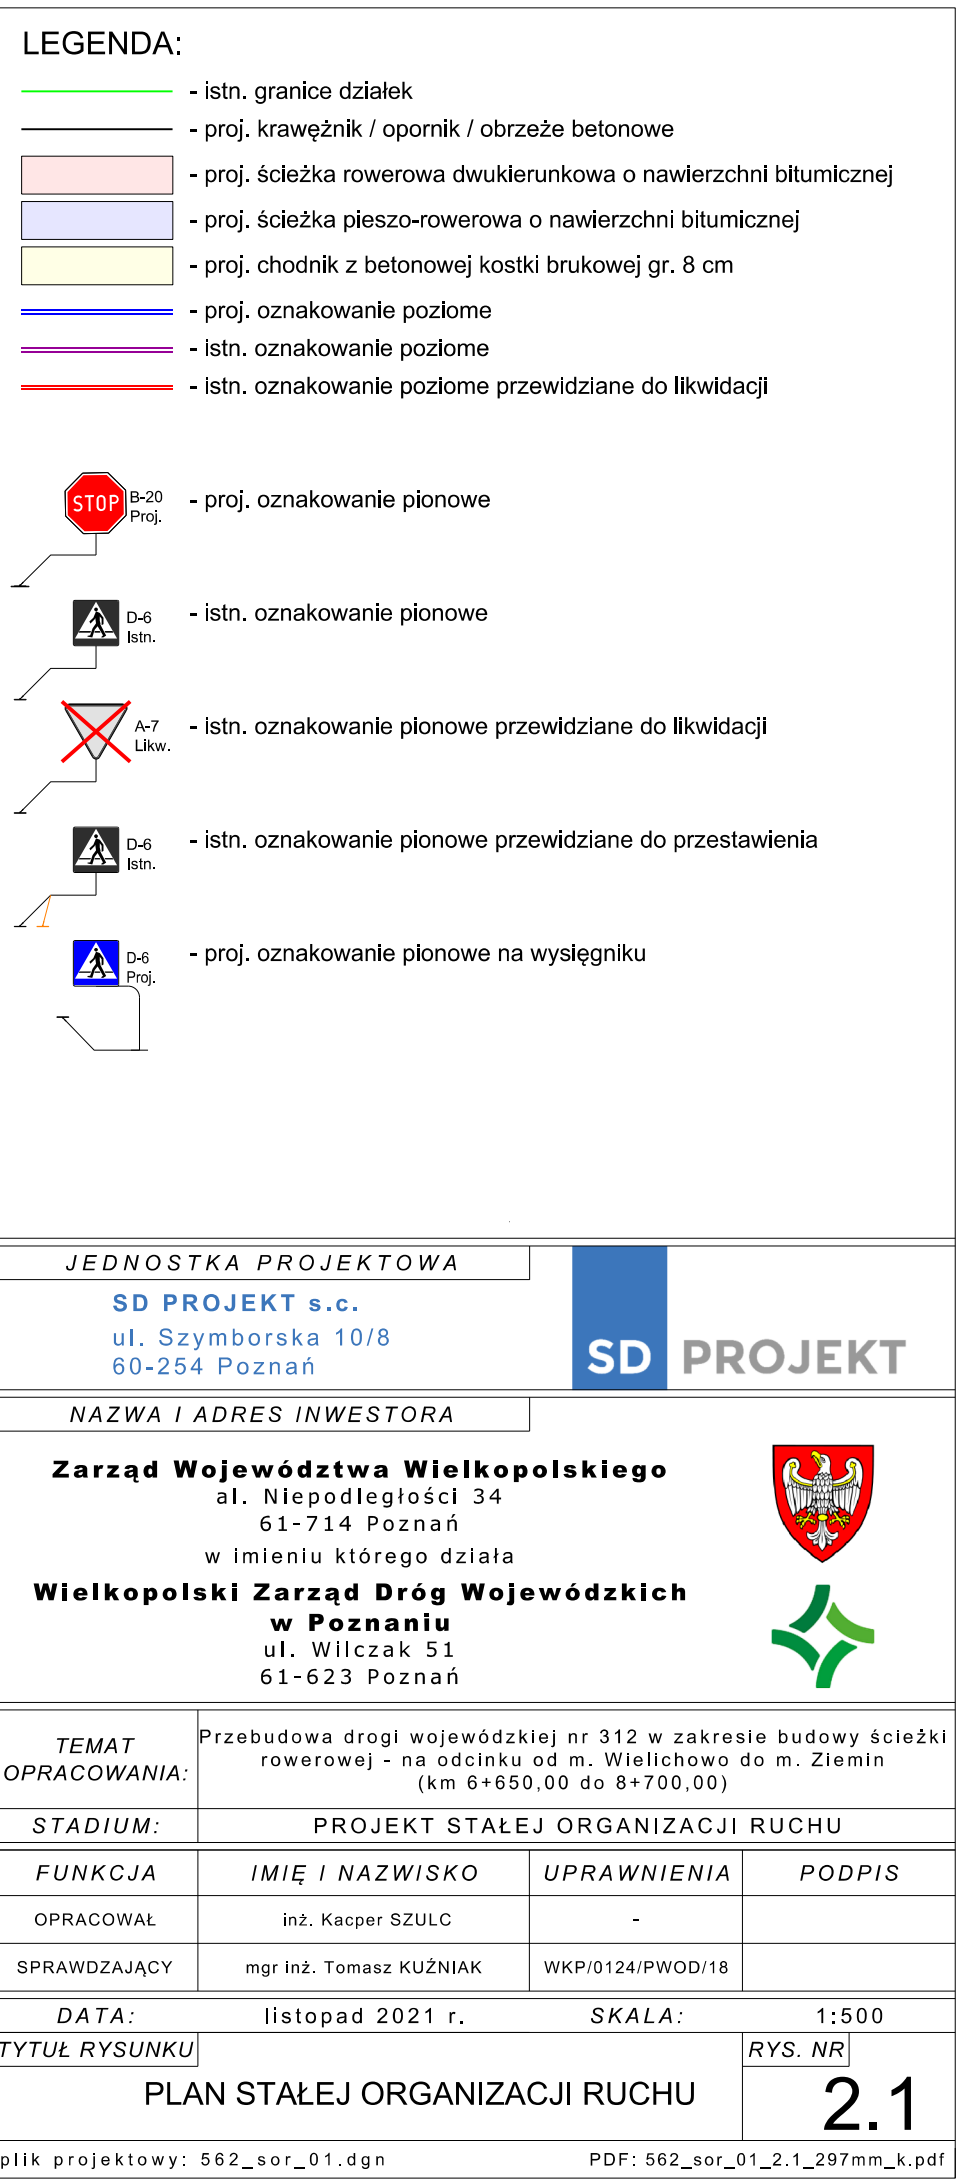 LEGENDA:
- istn. granice działek
- proj. krawężnik / opornik / obrzeże betonowe
- proj. ścieżka rowerowa dwukierunkowa o nawierzchni bitumicznej
- proj. ścieżka pieszo-rowerowa o nawierzchni bitumicznej
- proj. chodnik z betonowej kostki brukowej gr. 8 cm
- proj. oznakowanie poziome
- istn. oznakowanie poziome
- istn. oznakowanie poziome przewidziane do likwidacji
STOP B-20 - proj. oznakowanie pionowe
Proj.
D-6 - istn. oznakowanie pionowe
Istn.
A-7 - istn. oznakowanie pionowe przewidziane do likwidacji
Likw.
D-6 - istn. oznakowanie pionowe przewidziane do przestawienia
Istn.
D-6 - proj. oznakowanie pionowe na wysięgniku
Proj.
JEDNOSTKA PROJEKTOWA
SD PROJEKT s.c.
ul. Szymborska 10/8
60-254 Poznań
SD PROJEKT
NAZWA I ADRES INWESTORA
Zarząd Województwa Wielkopolskiego
al. Niepodległości 34
61-714 Poznań
w imieniu którego działa
Wielkopolski Zarząd Dróg Wojewódzkich
w Poznaniu
ul. Wilczak 51
61-623 Poznań
TEMAT
OPRACOWANIA:
Przebudowa drogi wojewódzkiej nr 312 w zakresie budowy ścieżki
rowerowej - na odcinku od m. Wielichowo do m. Ziemin
(km 6+650,00 do 8+700,00)
STADIUM: PROJEKT STAŁEJ ORGANIZACJI RUCHU
FUNKCJA IMIĘ I NAZWISKO UPRAWNIENIA PODPIS
OPRACOWAŁ inż. Kacper SZULC -
SPRAWDZAJĄCY mgr inż. Tomasz KUŹNIAK WKP/0124/PWOD/18
DATA: listopad 2021 r. SKALA: 1:500
TYTUŁ RYSUNKU RYS. NR
PLAN STAŁEJ ORGANIZACJI RUCHU 2.1
plik projektowy: 562_sor_01.dgn PDF: 562_sor_01_2.1_297mm_k.pdf